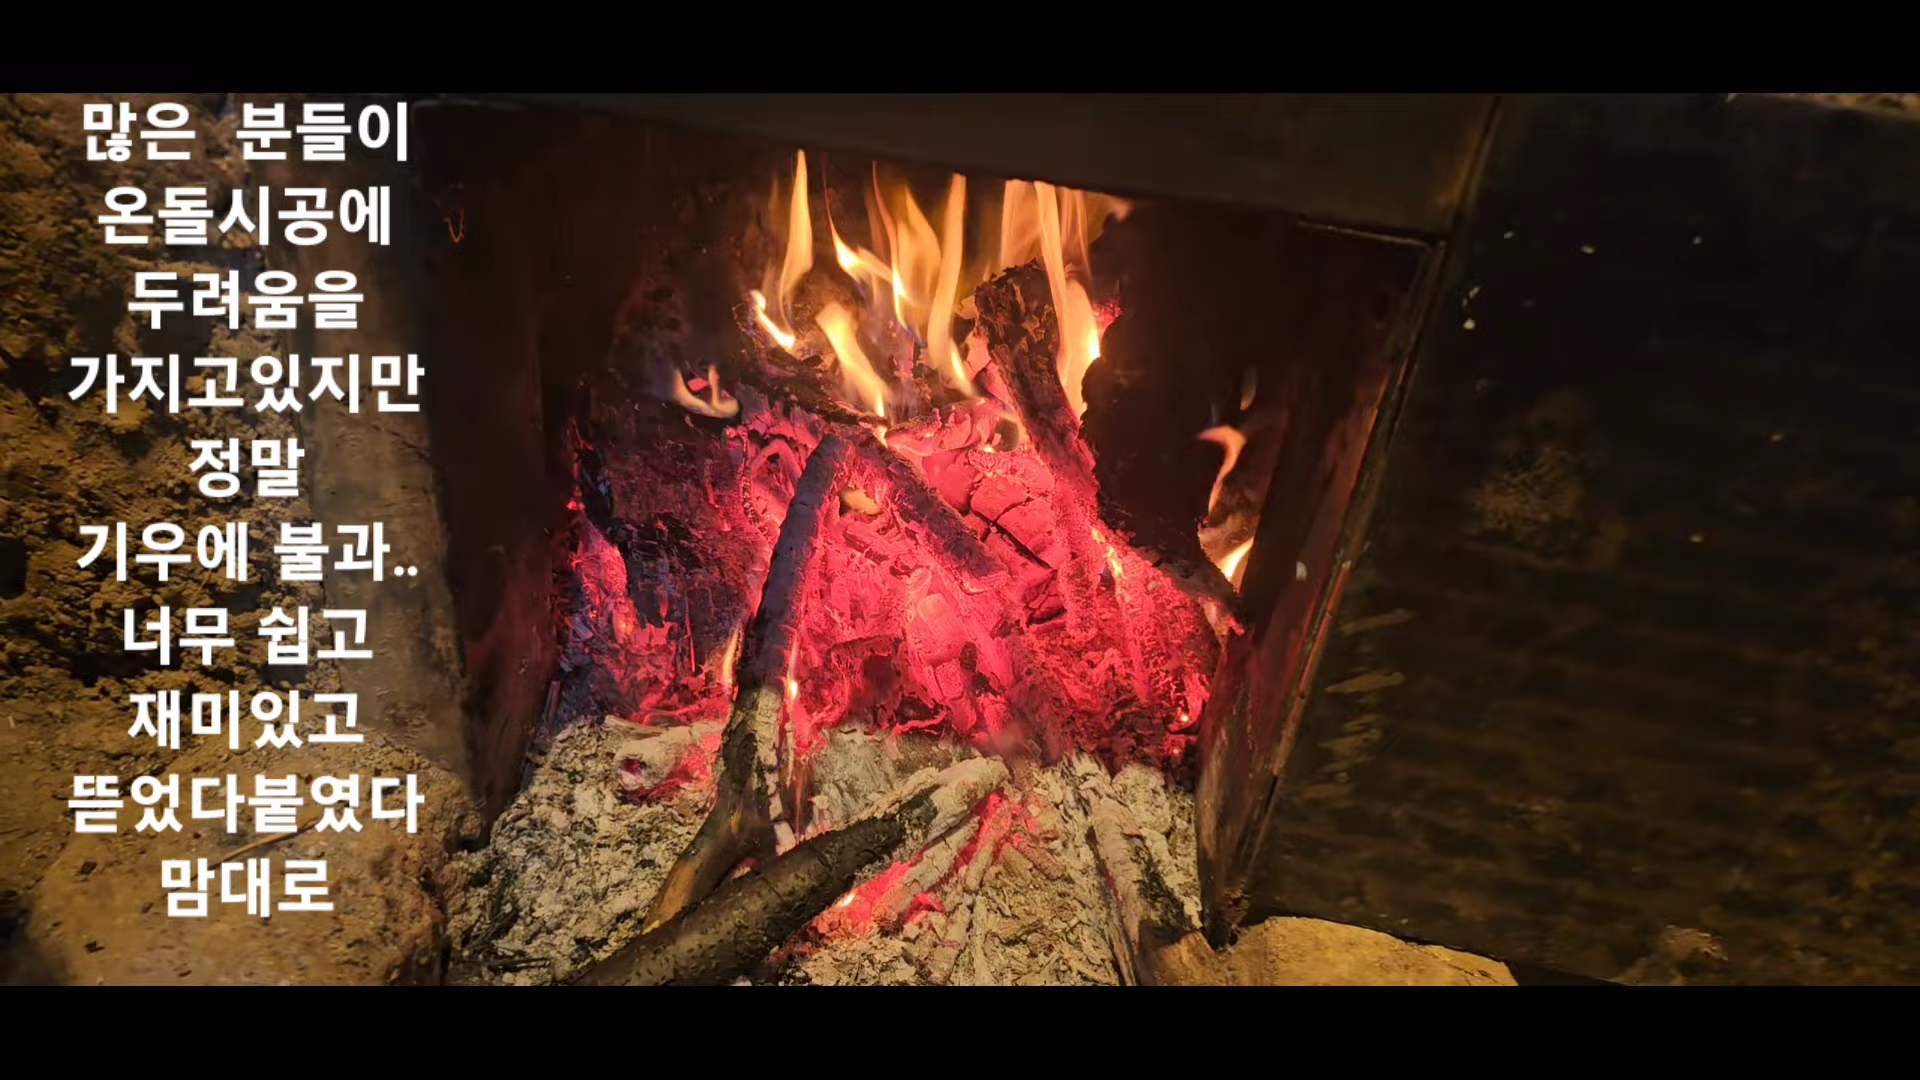 많은 분들이
온돌시공에
두려움을
가지고있지만
정말
기우에 불과..
너무 쉽고
재미있고
뜯었다붙였다
맘대로